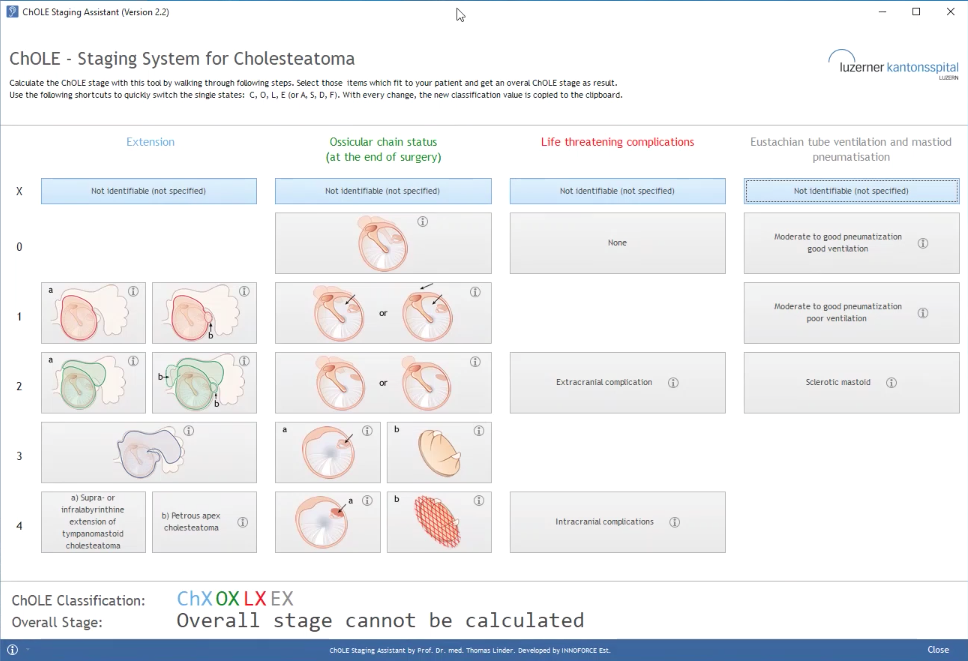 ChOLE Staging Assistant (Version 2.2)
ChOLE - Staging System for Cholesteatoma
luzerner kantonsspital
LUZERN
Calculate the ChOLE stage with this tool by walking through following steps. Select those items which fit to your patient and get an overal ChOLE stage as result.
Use the following shortcuts to quickly switch the single states: C, O, L, E (or A, S, D, F). With every change, the new classification value is copied to the clipboard.
Extension
Ossicular chain status
(at the end of surgery)
Life threatening complications
Eustachian tube ventilation and mastiod
pneumatisation
X
Not identifiable (not specified)
Not identifiable (not specified)
Not identifiable (not specified)
Not identifiable (not specified)
0
None
Moderate to good pneumatization
good ventilation
1
a
b
or
Moderate to good pneumatization
poor ventilation
2
a
b
b
or
Extracranial complication
Sclerotic mastoid
3
a
b
4
a) Supra- or
infralabyrinthine
extension of
tympanomastoid
cholesteatoma
b) Petrous apex
cholesteatoma
a
b
Intracranial complications
ChOLE Classification:
ChX OX LX EX
Overall Stage:
Overall stage cannot be calculated
ChOLE Staging Assistant by Prof. Dr. med. Thomas Linder. Developed by INNOFORCE Est.
Close